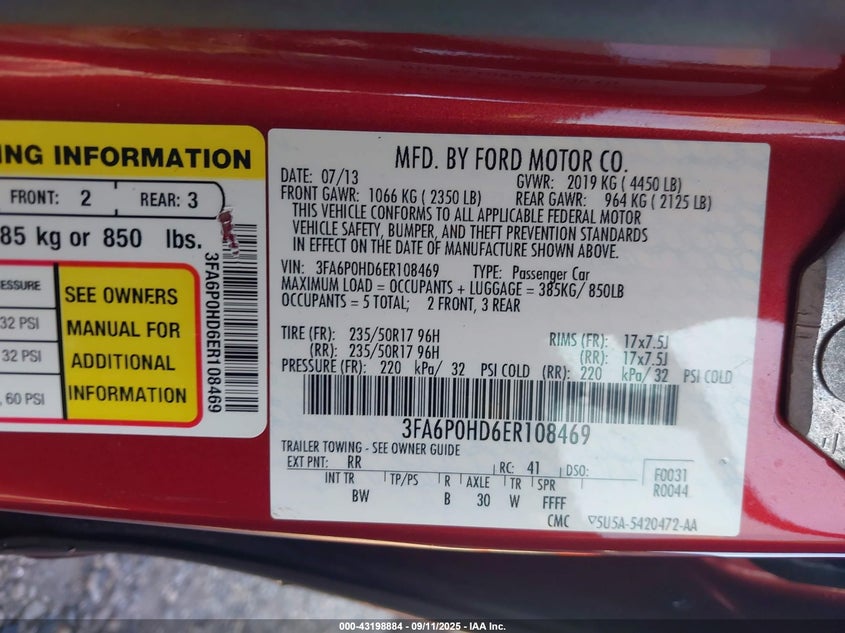 ING INFORMATION
FRONT: 2 REAR: 3
85 kg or 850 lbs.
ESSURE
32 PSI
32 PSI
, 60 PSI
SEE OWNERS
MANUAL FOR
ADDITIONAL
INFORMATION
3FA6P0HD6ER108469
MFD. BY FORD MOTOR CO.
DATE: 07/13 GVWR: 2019 KG ( 4450 LB)
FRONT GAWR: 1066 KG ( 2350 LB) REAR GAWR: 964 KG ( 2125 LB)
THIS VEHICLE CONFORMS TO ALL APPLICABLE FEDERAL MOTOR
VEHICLE SAFETY, BUMPER, AND THEFT PREVENTION STANDARDS
IN EFFECT ON THE DATE OF MANUFACTURE SHOWN ABOVE.
VIN: 3FA6P0HD6ER108469 TYPE: Passenger Car
MAXIMUM LOAD = OCCUPANTS + LUGGAGE = 385KG/ 850LB
OCCUPANTS = 5 TOTAL; 2 FRONT, 3 REAR
TIRE (FR): 235/50R17 96H RIMS (FR): 17x7.5J
(RR): 235/50R17 96H (RR): 17x7.5J
PRESSURE (FR): 220 kPa/ 32 PSI COLD (RR): 220 kPa/ 32 PSI COLD
3FA6P0HD6ER108469
TRAILER TOWING - SEE OWNER GUIDE
EXT PNT: RR RC: 41 DSO: F0031
R0044
INT TR TP/PS R AXLE TR SPR
BW B 30 W FFFF
CMC 5U5A-5420472-AA
000-43198884 - 09/11/2025 - IAA Inc.